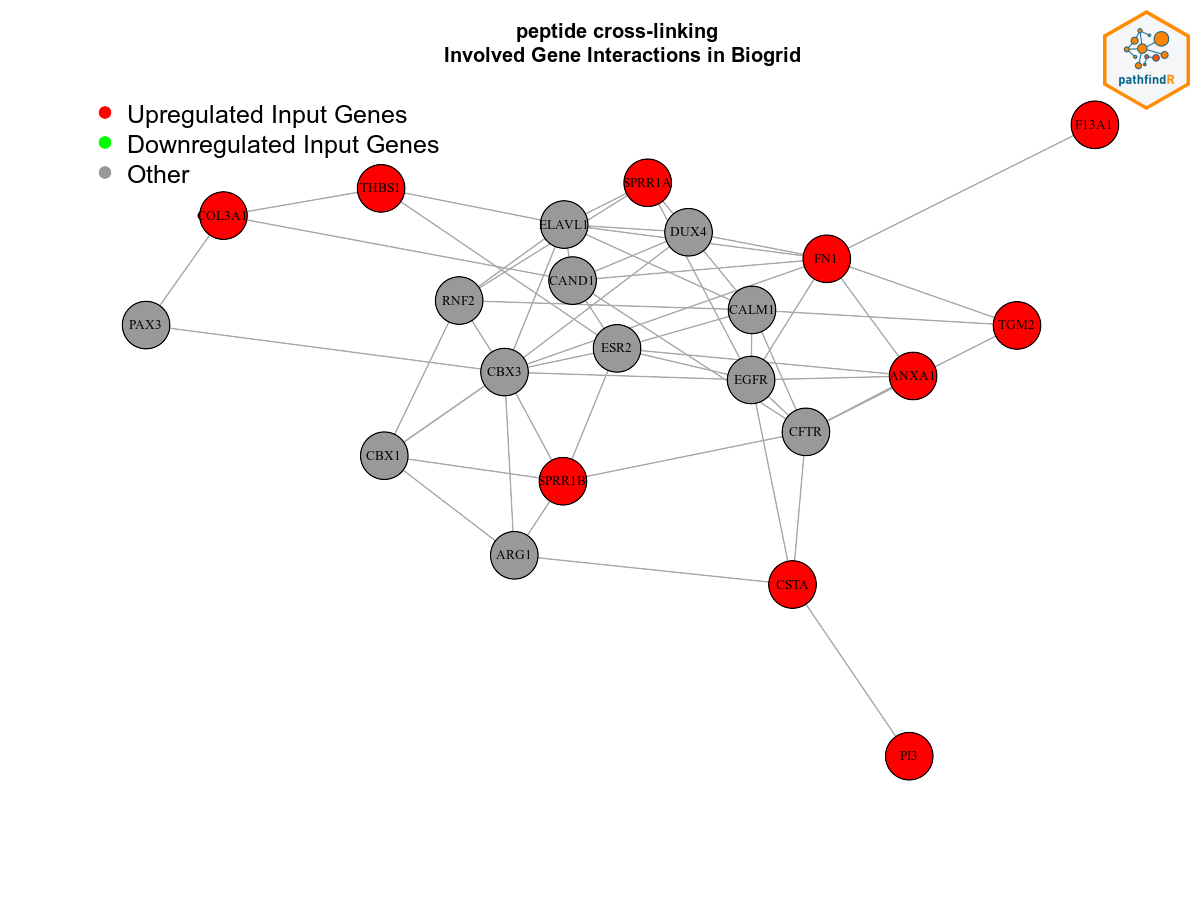 peptide cross-linking
Involved Gene Interactions in Biogrid
pathfindR
Upregulated Input Genes
Downregulated Input Genes
Other
F13A1
THBS1
SPRR1A
COL3A1
ELAVL1
DUX4
FN1
CAND1
RNF2
CALM1
PAX3
TGM2
ESR2
CBX3
EGFR
ANXA1
CFTR
CBX1
SPRR1B
ARG1
CSTA
PI3